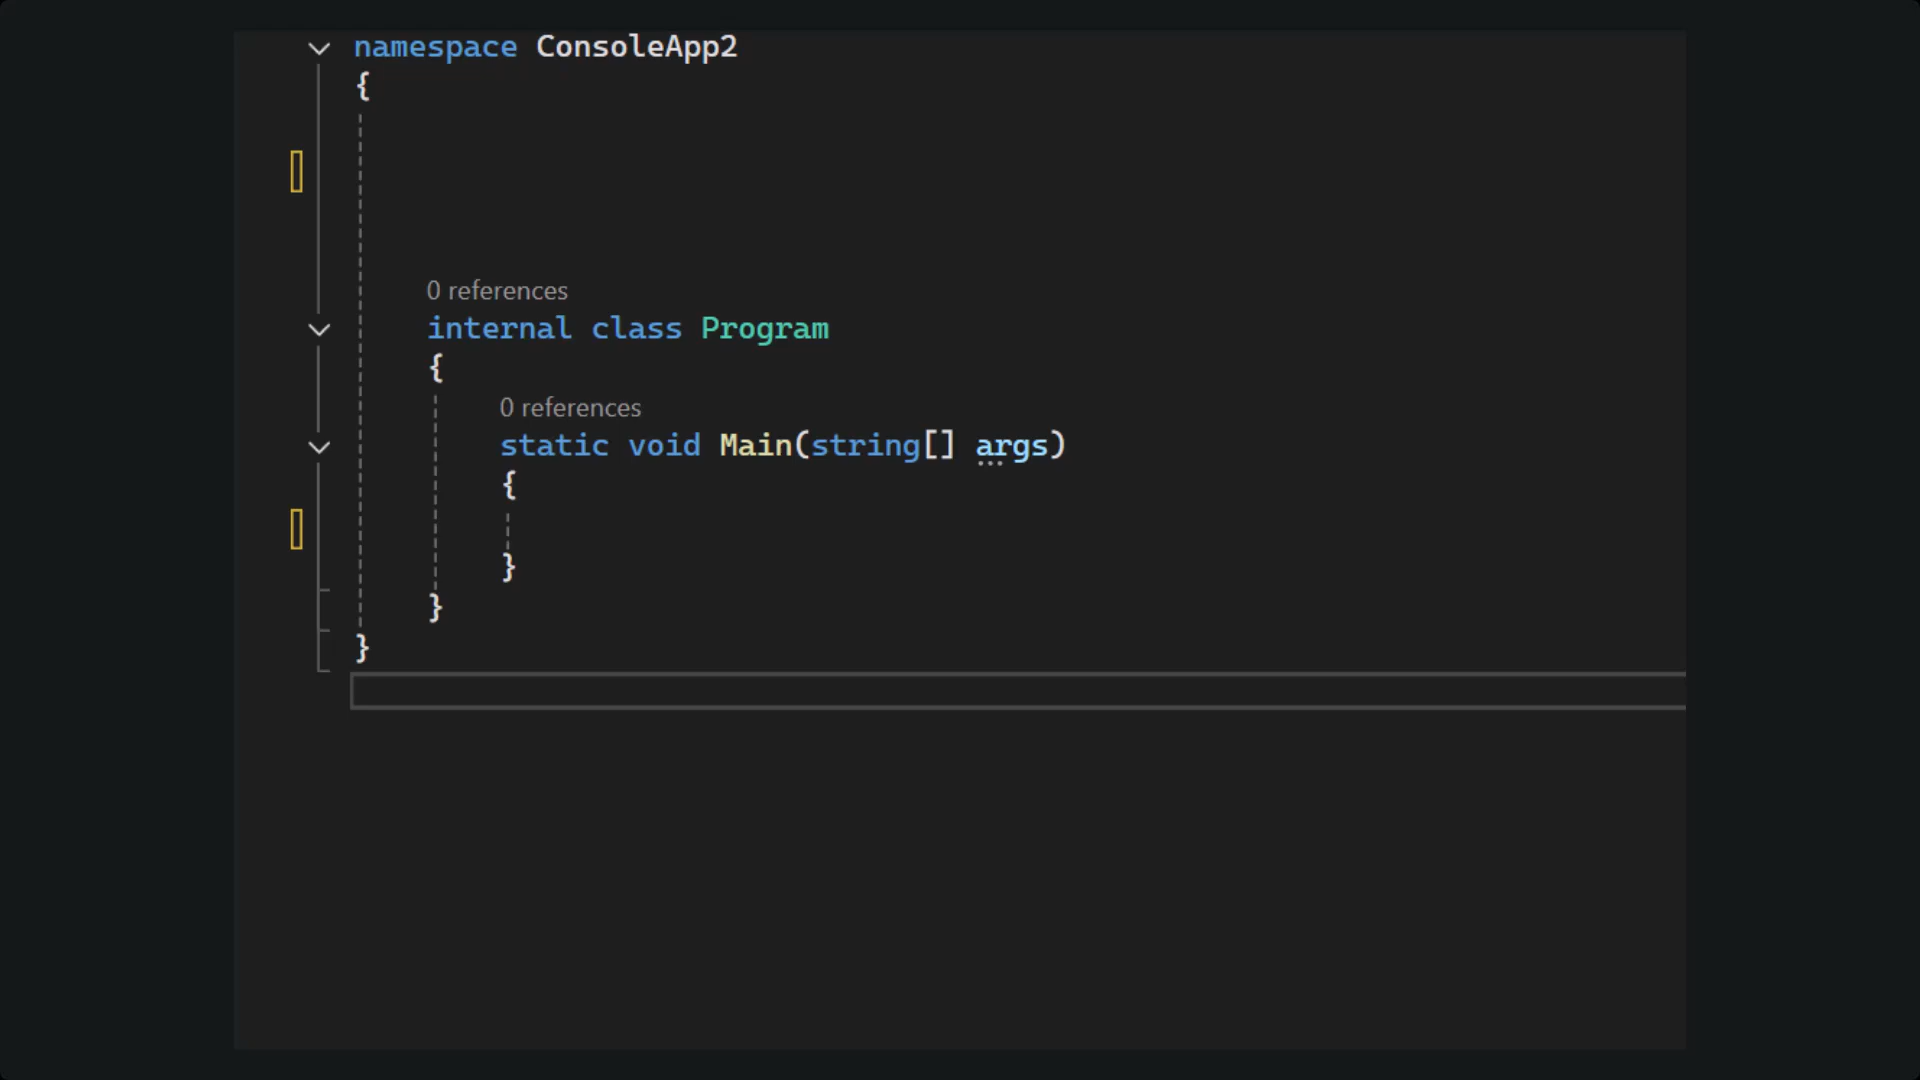 namespace ConsoleApp2
{
0 references
internal class Program
{
0 references
static void Main(string[] args)
{
}
}
}